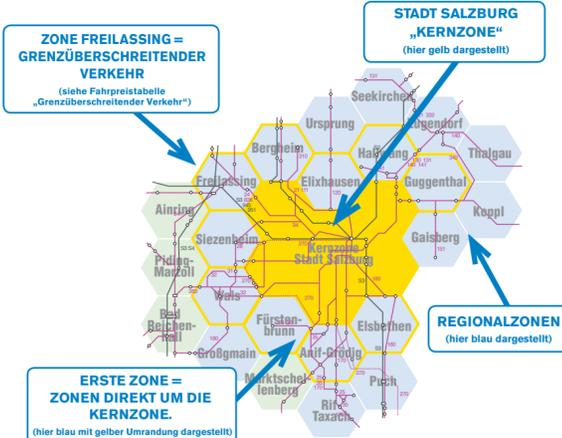 STADT SALZBURG
„KERNZONE“
(hier gelb dargestellt)
ZONE FREILASSING =
GRENZÜBERSCHREITENDER
VERKEHR
(siehe Fahrpreistabelle
„Grenzüberschreitender Verkehr“)
Seekirchen
Ursprung
Eugendorf
Bergheim
Hallwang
Thalgau
Freilassing
Elixhausen
Guggenthal
Ainring
Koppl
Siezenheim
Gaisberg
Kernzone
Stadt Salzburg
Piding-
Marzoll
Wals
Bad
Reichen-
hall
Fürsten-
brunn
Elsbethen
Großgmain
Anif-Grödig
Marktschel
lenberg
Puch
Rif
Taxach
REGIONALZONEN
(hier blau dargestellt)
ERSTE ZONE =
ZONEN DIREKT UM DIE
KERNZONE.
(hier blau mit gelber Umrandung dargestellt)